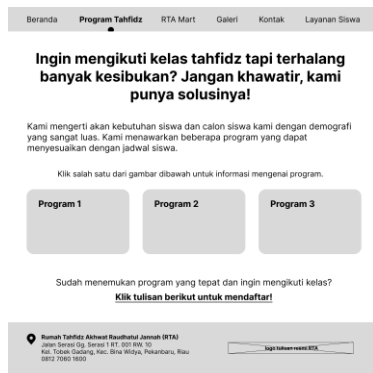 Beranda Program Tahfidz RTA Mart Galeri Kontak Layanan Siswa
Ingin mengikuti kelas tahfidz tapi terhalang
banyak kesibukan? Jangan khawatir, kami
punya solusinya!
Kami mengerti akan kebutuhan siswa dan calon siswa kami dengan demografi
yang sangat luas. Kami menawarkan beberapa program yang dapat
menyesuaikan dengan jadwal siswa.
Klik salah satu dari gambar dibawah untuk informasi mengenai program.
Program 1 Program 2 Program 3
Sudah menemukan program yang tepat dan ingin mengikuti kelas?
Klik tulisan berikut untuk mendaftar!
Rumah Tahfidz Akhwat Raudhatul Jannah (RTA)
Jalan Serasi Gg. Serasi 1 RT. 001 RW. 10
Kel. Tobek Gadang, Kec. Bina Widya, Pekanbaru, Riau
0812 7080 1600
logo tulisan resmi RTA